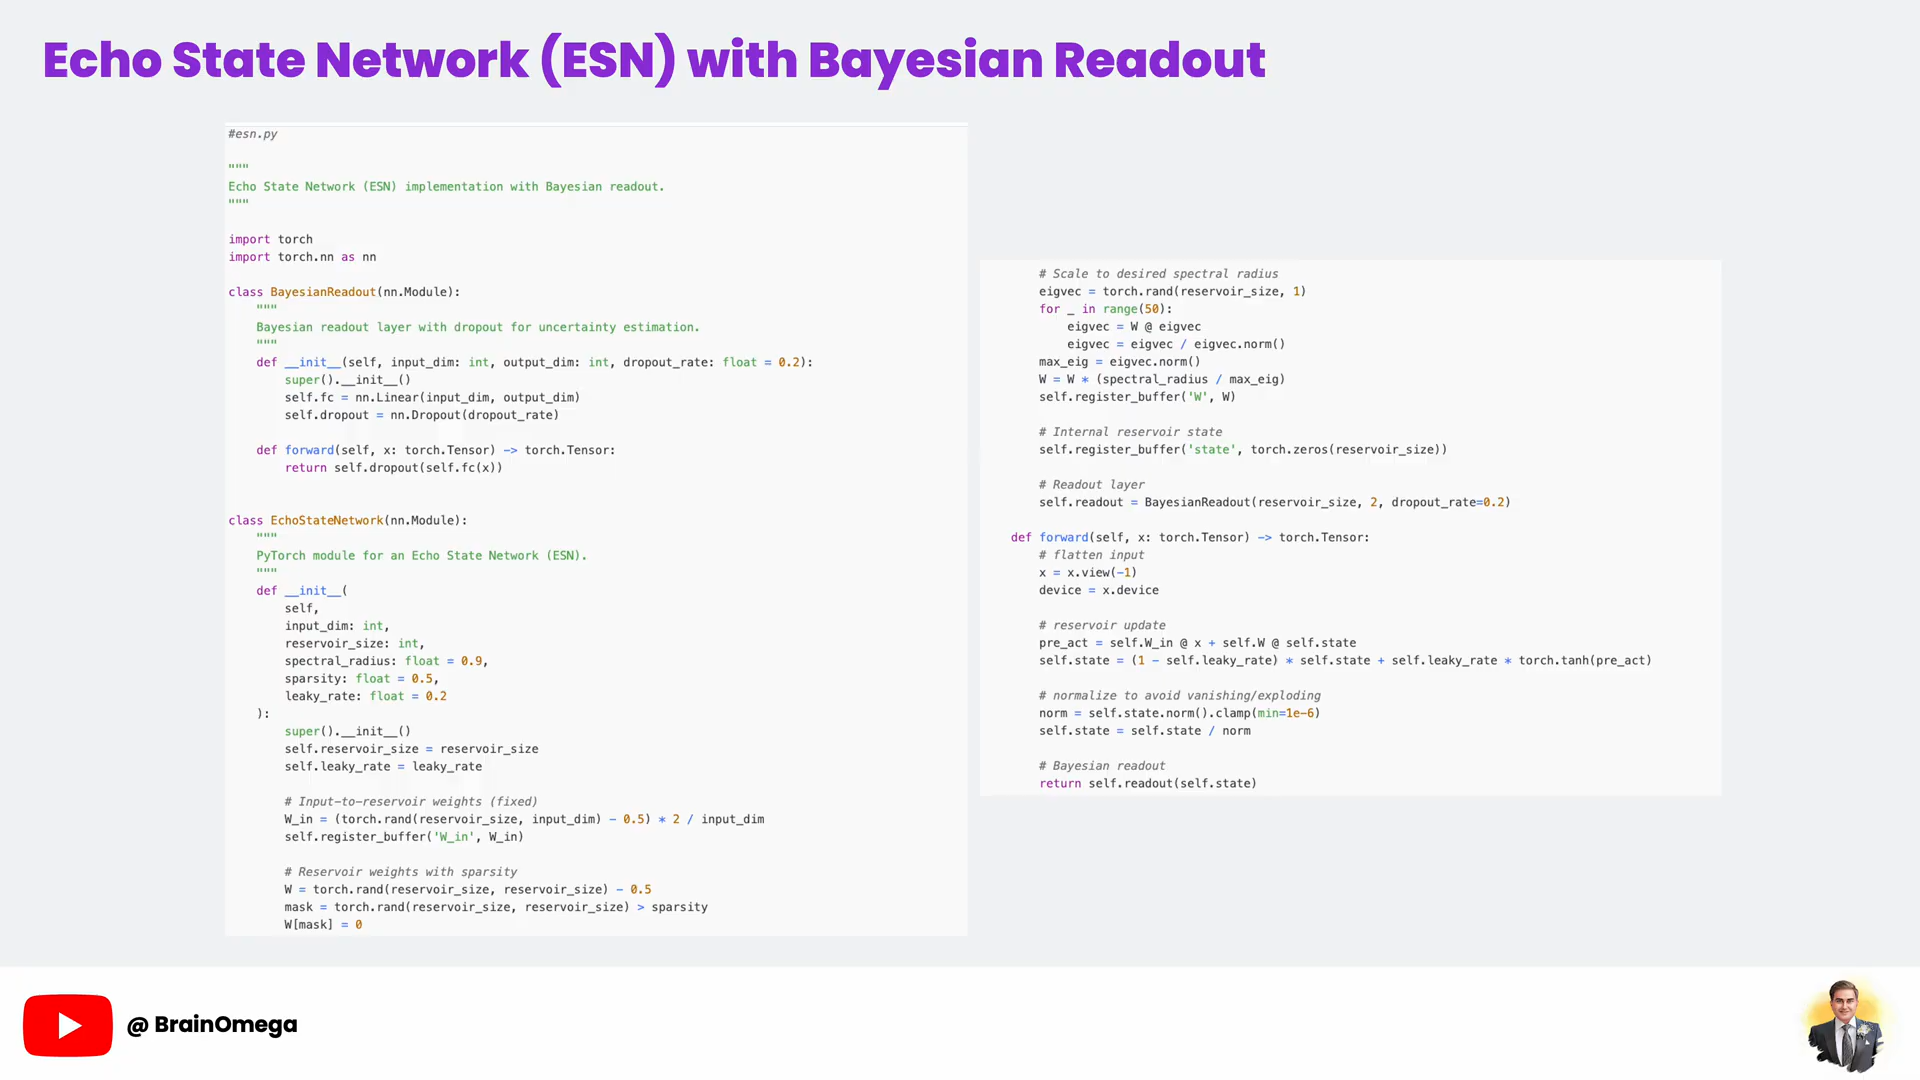 Echo State Network (ESN) with Bayesian Readout
#esn.py
"""
Echo State Network (ESN) implementation with Bayesian readout.
"""
import torch
import torch.nn as nn
class BayesianReadout(nn.Module):
    """
    Bayesian readout layer with dropout for uncertainty estimation.
    """
    def __init__(self, input_dim: int, output_dim: int, dropout_rate: float = 0.2):
        super().__init__()
        self.fc = nn.Linear(input_dim, output_dim)
        self.dropout = nn.Dropout(dropout_rate)
    def forward(self, x: torch.Tensor) -> torch.Tensor:
        return self.dropout(self.fc(x))
class EchoStateNetwork(nn.Module):
    """
    PyTorch module for an Echo State Network (ESN).
    """
    def __init__(
        self,
        input_dim: int,
        reservoir_size: int,
        spectral_radius: float = 0.9,
        sparsity: float = 0.5,
        leaky_rate: float = 0.2
    ):
        super().__init__()
        self.reservoir_size = reservoir_size
        self.leaky_rate = leaky_rate
        # Input-to-reservoir weights (fixed)
        W_in = (torch.rand(reservoir_size, input_dim) - 0.5) * 2 / input_dim
        self.register_buffer('W_in', W_in)
        # Reservoir weights with sparsity
        W = torch.rand(reservoir_size, reservoir_size) - 0.5
        mask = torch.rand(reservoir_size, reservoir_size) > sparsity
        W[mask] = 0
        # Scale to desired spectral radius
        eigvec = torch.rand(reservoir_size, 1)
        for _ in range(50):
            eigvec = W @ eigvec
            eigvec = eigvec / eigvec.norm()
        max_eig = eigvec.norm()
        W = W * (spectral_radius / max_eig)
        self.register_buffer('W', W)
        # Internal reservoir state
        self.register_buffer('state', torch.zeros(reservoir_size))
        # Readout layer
        self.readout = BayesianReadout(reservoir_size, 2, dropout_rate=0.2)
    def forward(self, x: torch.Tensor) -> torch.Tensor:
        # flatten input
        x = x.view(-1)
        device = x.device
        # reservoir update
        pre_act = self.W_in @ x + self.W @ self.state
        self.state = (1 - self.leaky_rate) * self.state + self.leaky_rate * torch.tanh(pre_act)
        # normalize to avoid vanishing/exploding
        norm = self.state.norm().clamp(min=1e-6)
        self.state = self.state / norm
        # Bayesian readout
        return self.readout(self.state)
@ BrainOmega